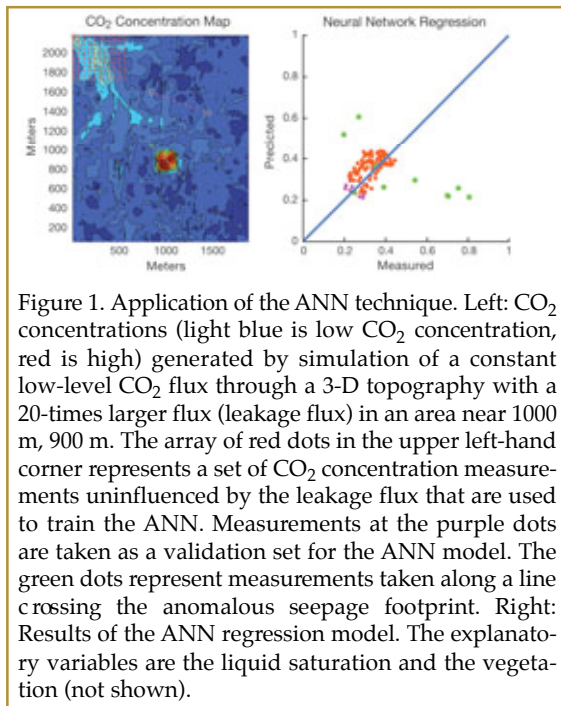 CO₂ Concentration Map
Neural Network Regression
2200
2000
1800
1600
1400
1200
1000
800
600
400
200
Meters
500 1000 1500
Meters
1
0.8
0.6
0.4
0.2
0
Predicted
0 0.2 0.4 0.6 0.8 1
Measured
Figure 1. Application of the ANN technique. Left: CO₂
concentrations (light blue is low CO₂ concentration,
red is high) generated by simulation of a constant
low-level CO₂ flux through a 3-D topography with a
20-times larger flux (leakage flux) in an area near 1000
m, 900 m. The array of red dots in the upper left-hand
corner represents a set of CO₂ concentration measure-
ments uninfluenced by the leakage flux that are used
to train the ANN. Measurements at the purple dots
are taken as a validation set for the ANN model. The
green dots represent measurements taken along a line
crossing the anomalous seepage footprint. Right:
Results of the ANN regression model. The explanato-
ry variables are the liquid saturation and the vegeta-
tion (not shown).